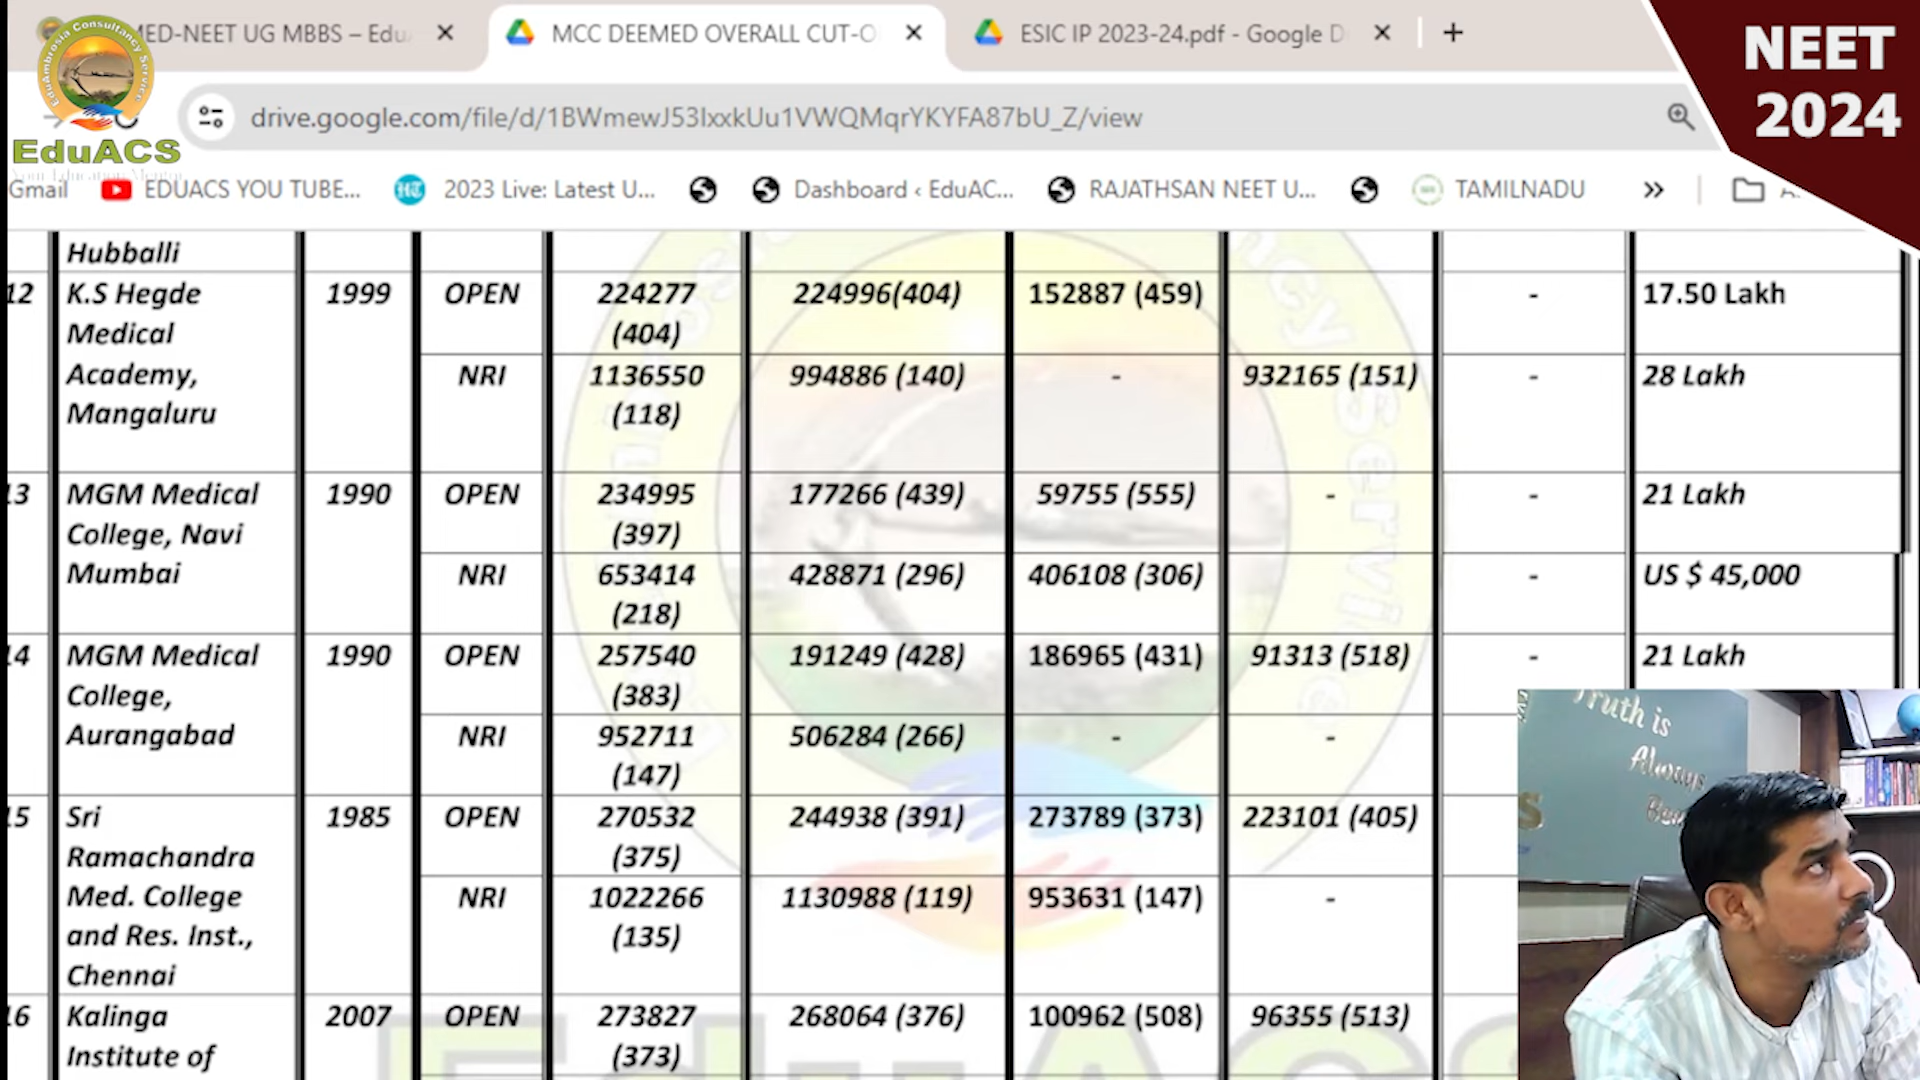 MED-NEET UG MBBS – Edu
MCC DEEMED OVERALL CUT-O
ESIC IP 2023-24.pdf - Google D
NEET
2024
EduAmbrosia Consultancy Service
EduACS
drive.google.com/file/d/1BWmewJ53IxxkUu1VWQMqrYKYFA87bU_Z/view
Gmail EDUACS YOU TUBE... HT 2023 Live: Latest U... Dashboard ‹ EduAC... RAJATHSAN NEET U... TAMILNADU »
Hubballi
12 K.S Hegde Medical Academy, Mangaluru 1999 OPEN 224277 (404) 224996(404) 152887 (459) - 17.50 Lakh
NRI 1136550 (118) 994886 (140) - 932165 (151) - 28 Lakh
13 MGM Medical College, Navi Mumbai 1990 OPEN 234995 (397) 177266 (439) 59755 (555) - - 21 Lakh
NRI 653414 (218) 428871 (296) 406108 (306) - US $ 45,000
14 MGM Medical College, Aurangabad 1990 OPEN 257540 (383) 191249 (428) 186965 (431) 91313 (518) - 21 Lakh
NRI 952711 (147) 506284 (266) - -
15 Sri Ramachandra Med. College and Res. Inst., Chennai 1985 OPEN 270532 (375) 244938 (391) 273789 (373) 223101 (405)
NRI 1022266 (135) 1130988 (119) 953631 (147) -
16 Kalinga Institute of 2007 OPEN 273827 (373) 268064 (376) 100962 (508) 96355 (513)
Truth is
Always